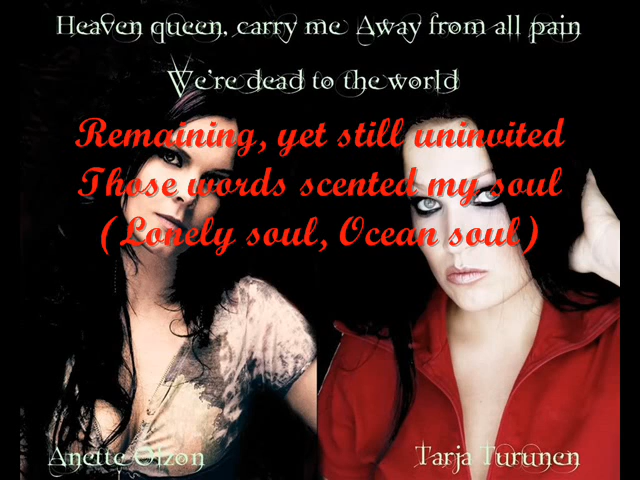 Heaven queen, carry me Away from all pain
We're dead to the world
Remaining, yet still uninvited
Those words scented my soul
(Lonely soul, Ocean soul)
Anette Olzon
Tarja Turunen